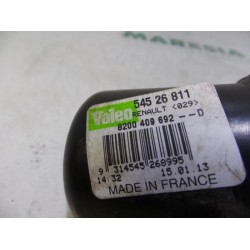 Valeo 545 26 811
RENAULT <029>
8200 409 692 -- D
9 314545 268995
14:32 15.01.13
MADE IN FRANCE